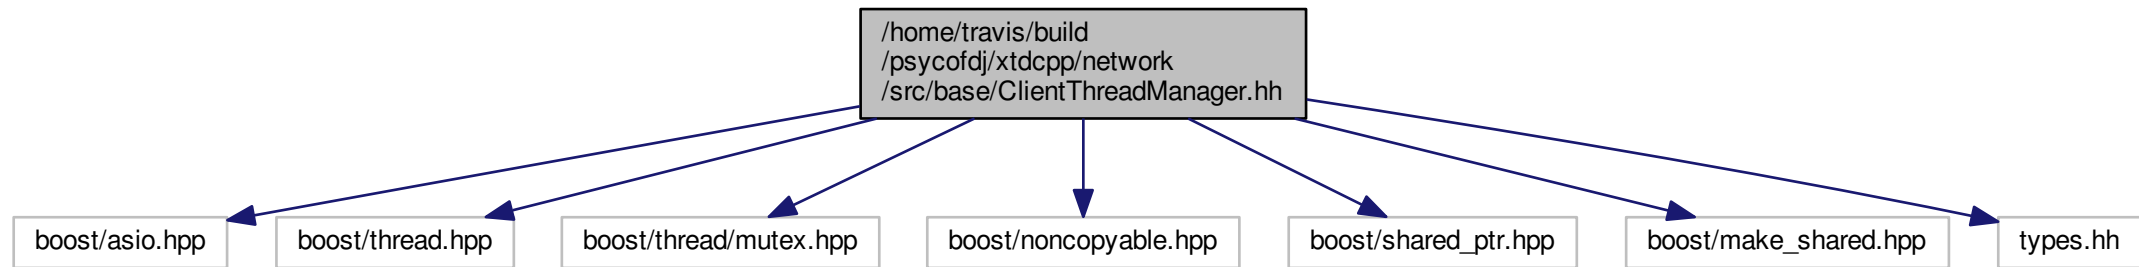 /home/travis/build
/psycofdj/xtdcpp/network
/src/base/ClientThreadManager.hh
boost/asio.hpp
boost/thread.hpp
boost/thread/mutex.hpp
boost/noncopyable.hpp
boost/shared_ptr.hpp
boost/make_shared.hpp
types.hh